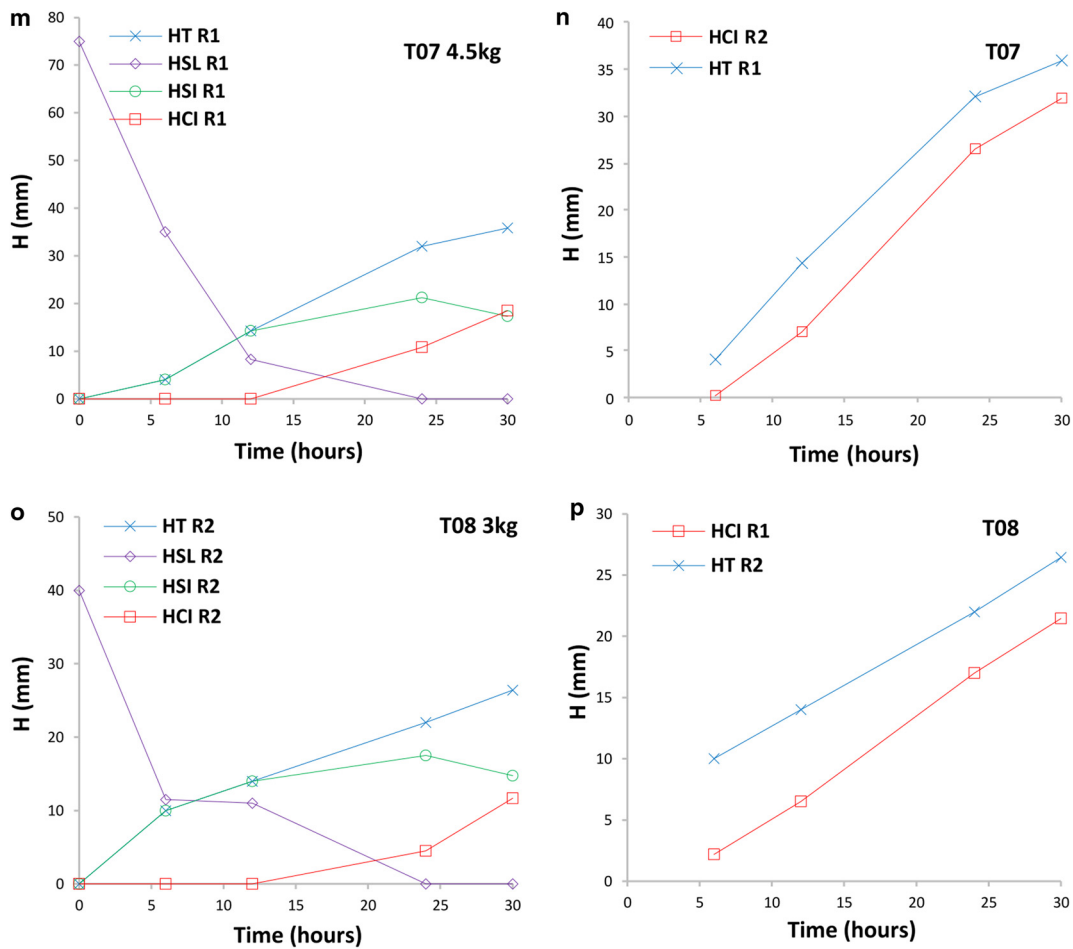 m
HT R1
HSL R1
HSI R1
HCI R1
T07 4.5kg
H (mm)
80
70
60
50
40
30
20
10
0
0 5 10 15 20 25 30
Time (hours)
n
HCI R2
HT R1
T07
H (mm)
40
35
30
25
20
15
10
5
0
0 5 10 15 20 25 30
Time (hours)
o
HT R2
HSL R2
HSI R2
HCI R2
T08 3kg
H (mm)
50
40
30
20
10
0
0 5 10 15 20 25 30
Time (hours)
p
HCI R1
HT R2
T08
H (mm)
30
25
20
15
10
5
0
0 5 10 15 20 25 30
Time (hours)